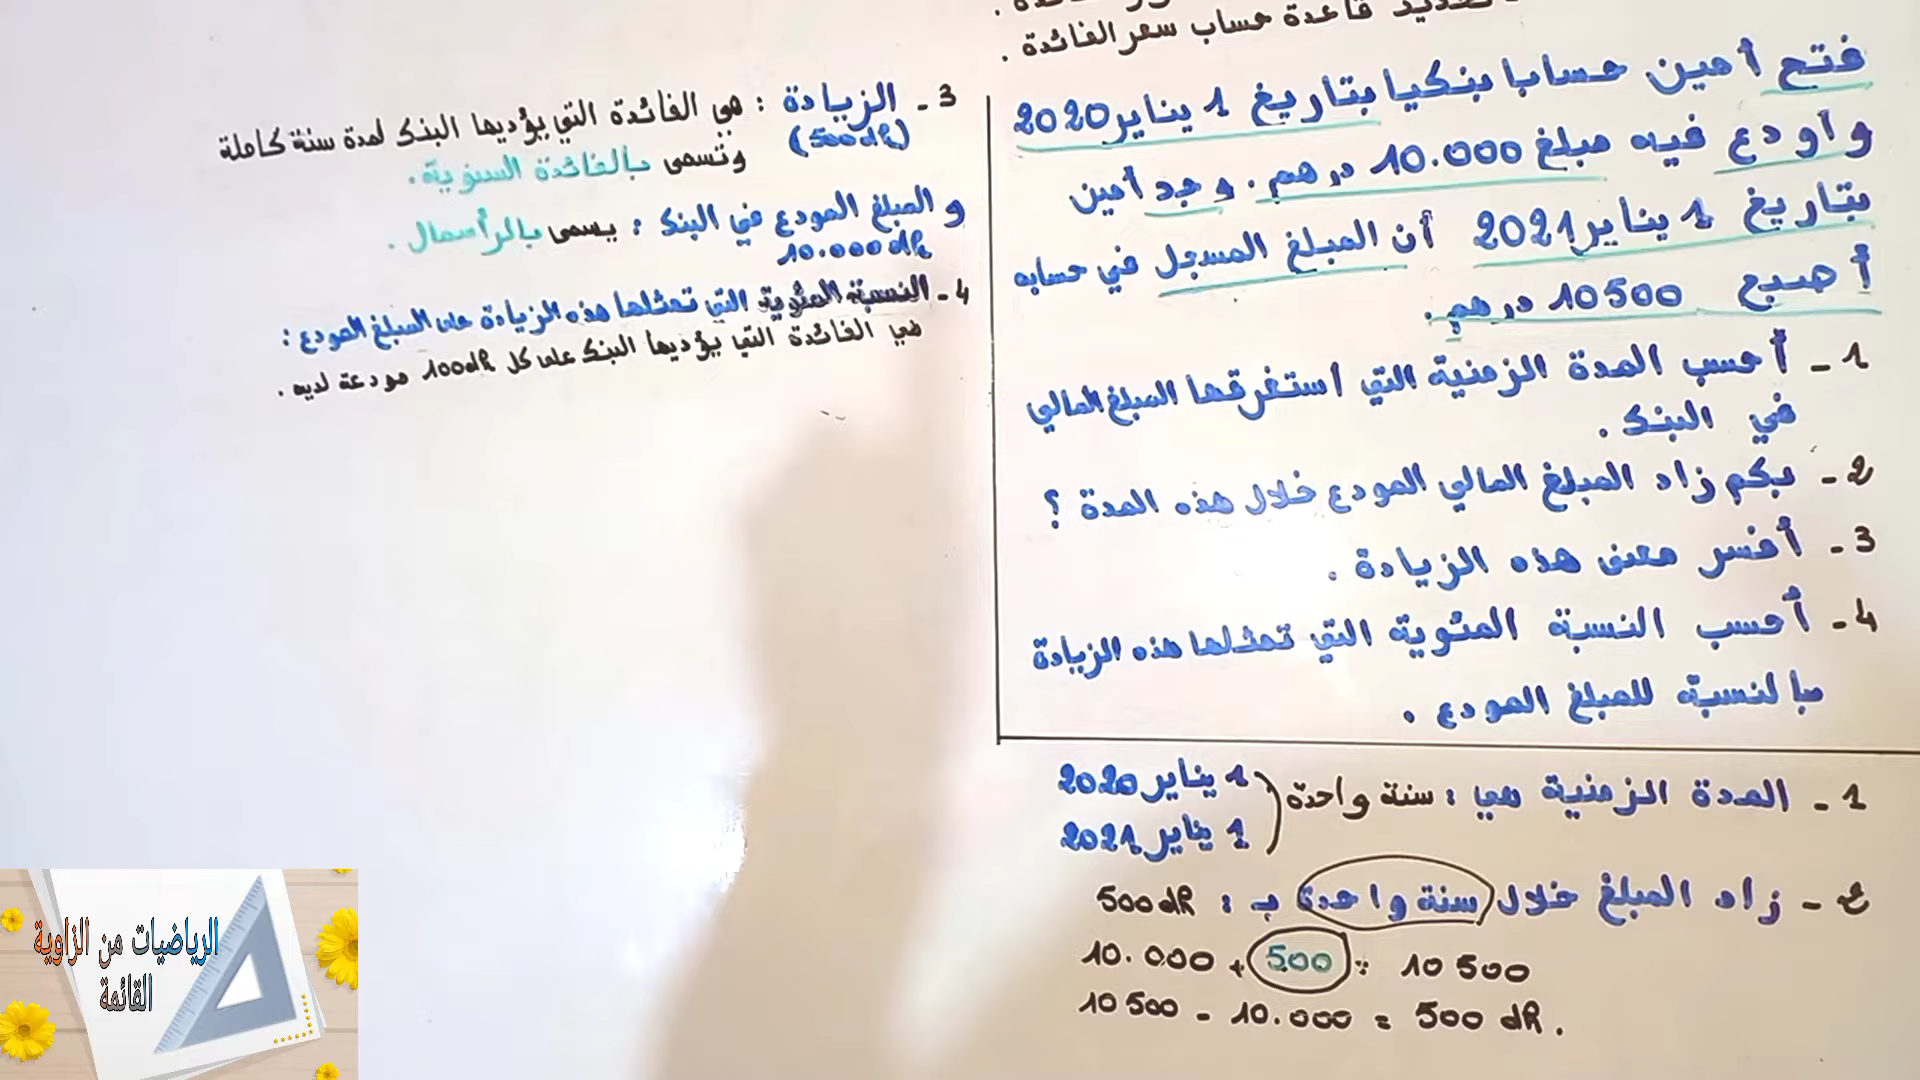 تحديد قاعدة حساب سعر الفائدة .
فتح أمين حسابا بنكيا بتاريخ 1 يناير 2020
وأودع فيه مبلغ 10.000 درهم . وجد أمين
بتاريخ 1 يناير 2021 أن المبلغ المسجل في حسابه
أصبح 10500 درهم .
1 - أحسب المدة الزمنية التي استغرقها المبلغ المالي
في البنك .
2 - بكم زاد المبلغ المالي المودع خلال هذه المدة ؟
3 - أفسر معنى هذه الزيادة .
4 - أحسب النسبة المئوية التي تمثلها هذه الزيادة
بالنسبة للمبلغ المودع .
1 - المدة الزمنية هي : سنة واحدة
1 يناير 2020
1 يناير 2021
2 - زاد المبلغ خلال سنة واحدة ب : 500 dh
10.000 + 500 = 10 500
10 500 - 10.000 = 500 dh .
3 - الزيادة : هي الفائدة التي يؤديها البنك لمدة سنة كاملة
(500dh) وتسمى بالفائدة السنوية .
و المبلغ المودع في البنك : يسمى بالرأسمال .
10.000 dh
4 - النسبة المئوية التي تمثلها هذه الزيادة على المبلغ المودع :
هي الفائدة التي يؤديها البنك على كل 100dh مودعة لديه .
الرياضيات من الزاوية
القائمة